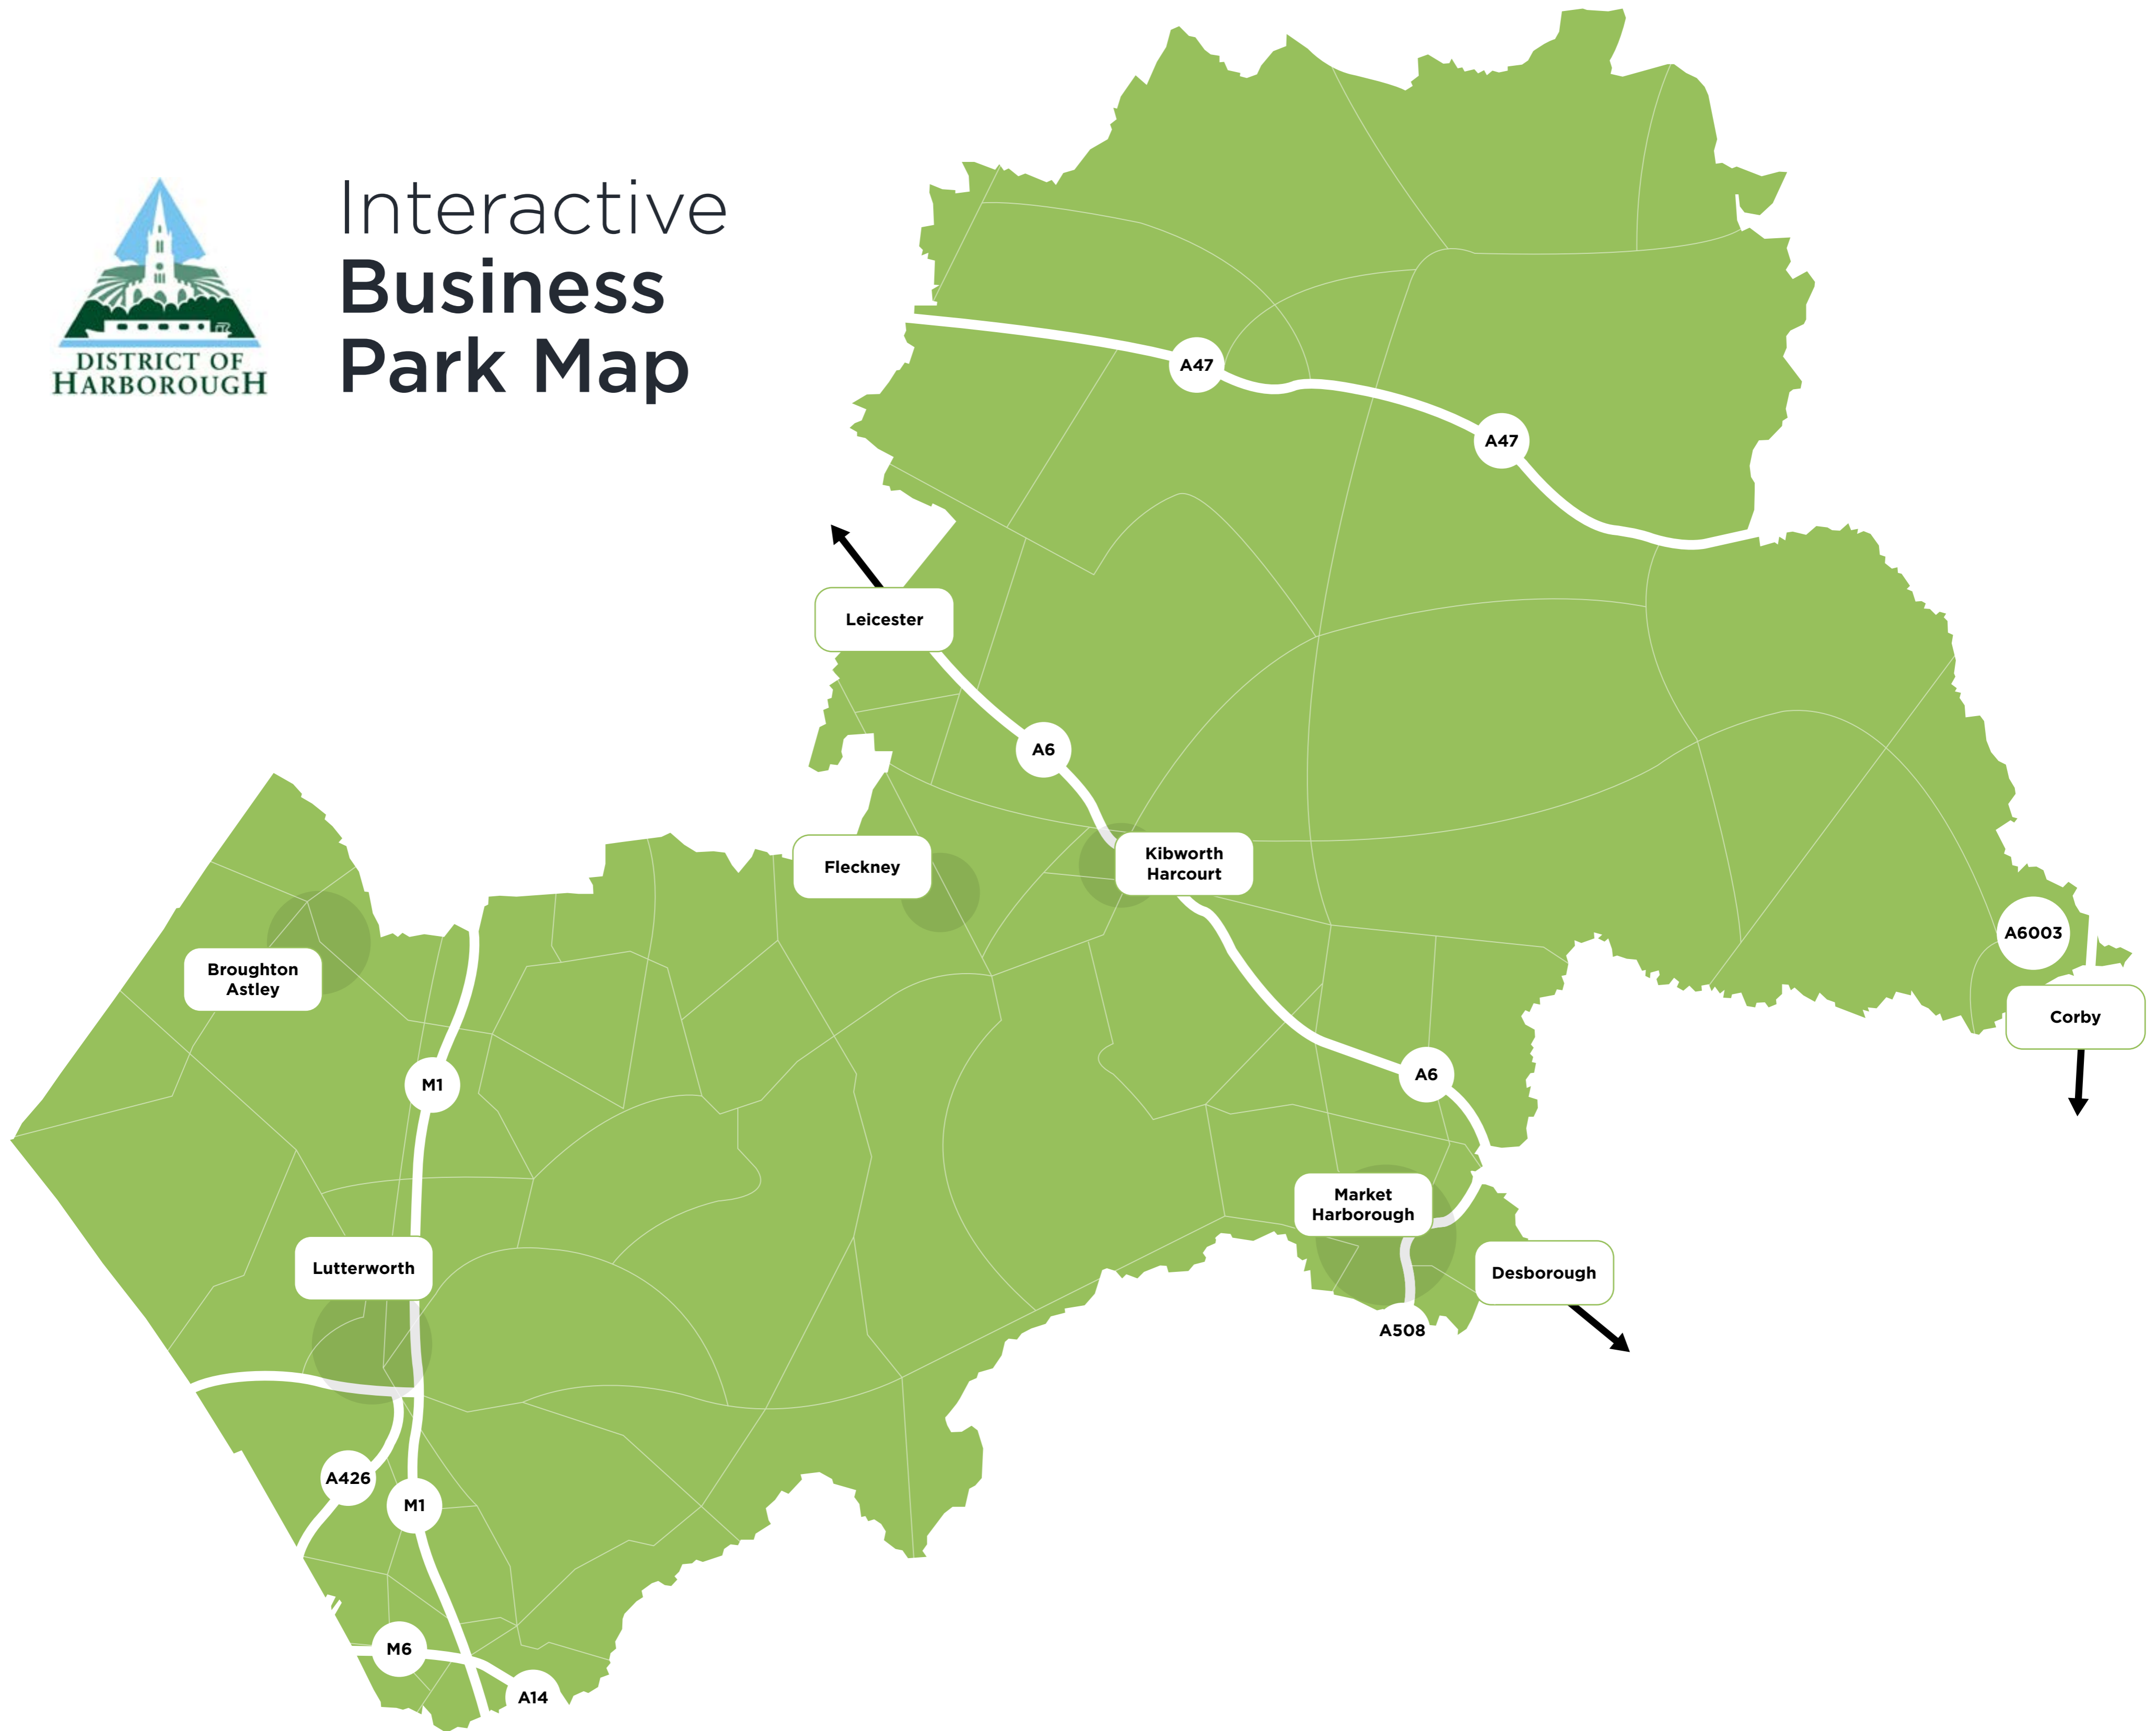 Interactive
Business
Park Map
DISTRICT OF
HARBOROUGH
A47
A47
Leicester
A6
Kibworth
Harcourt
Fleckney
A6003
Broughton
Astley
Corby
M1
A6
Market
Harborough
Lutterworth
Desborough
A508
A426
M1
M6
A14